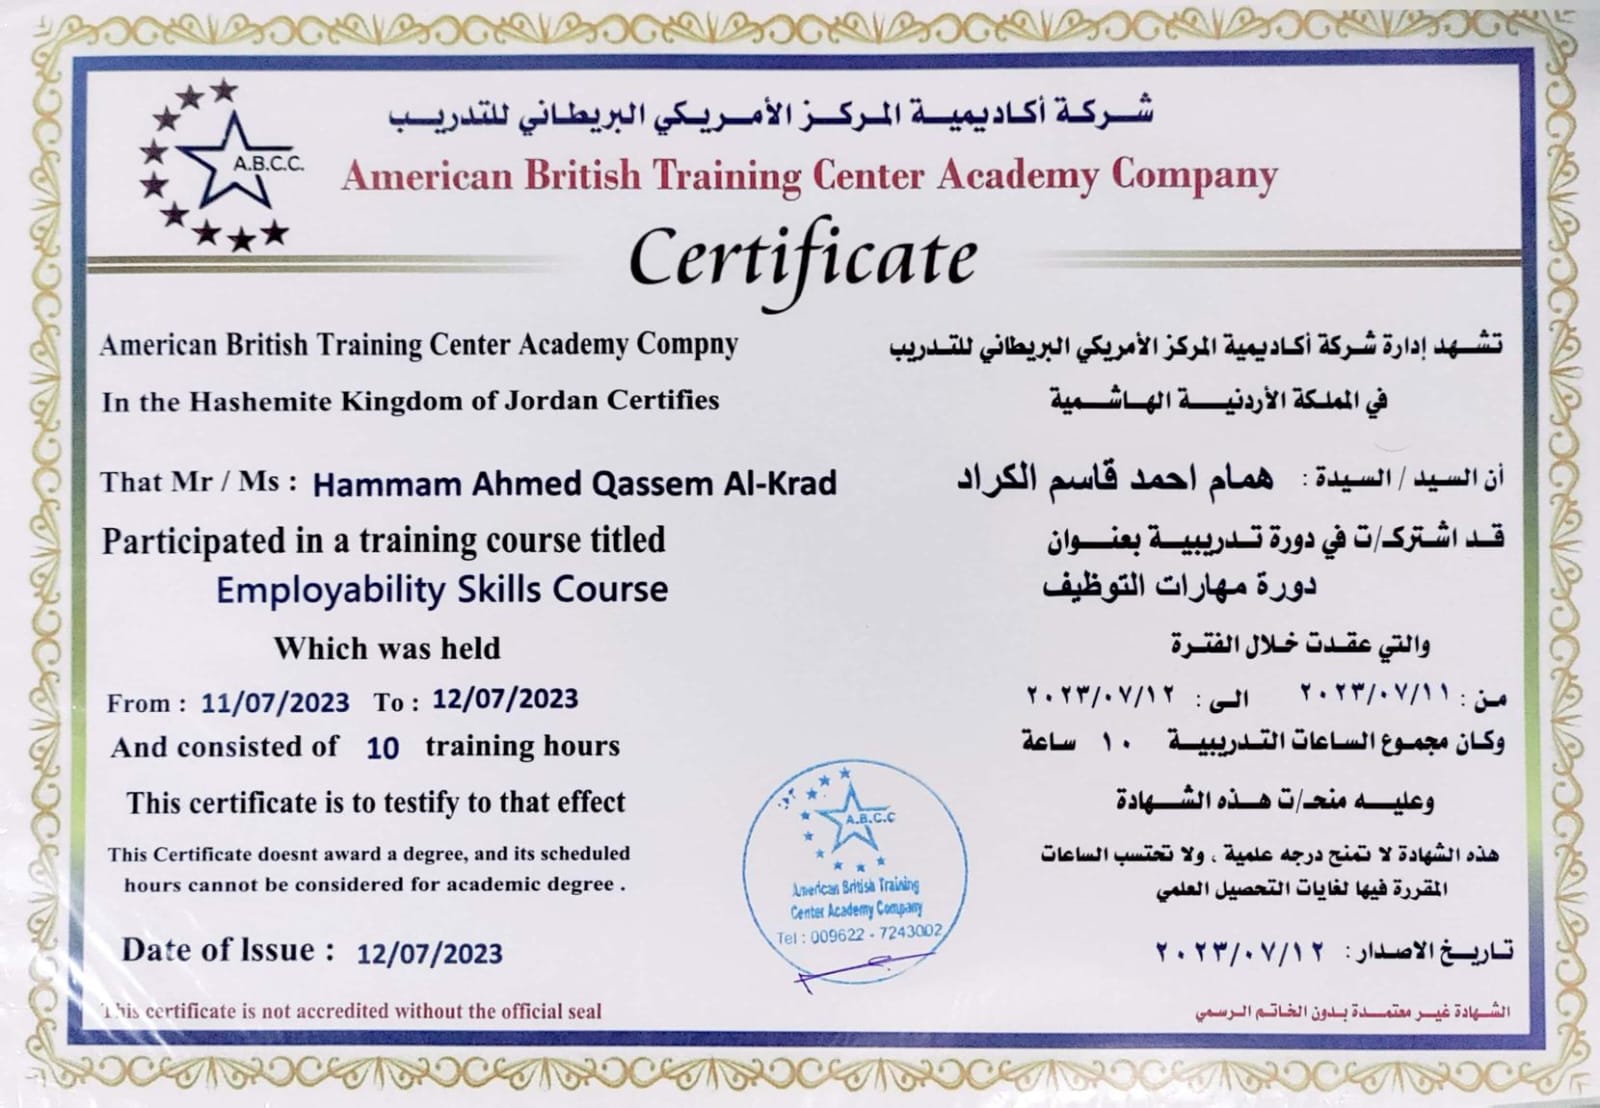 A.B.C.C.
شركة أكاديمية المركز الأمريكي البريطاني للتدريب
American British Training Center Academy Company
Certificate
American British Training Center Academy Compny
In the Hashemite Kingdom of Jordan Certifies
That Mr / Ms : Hammam Ahmed Qassem Al-Krad
Participated in a training course titled
Employability Skills Course
Which was held
From : 11/07/2023 To : 12/07/2023
And consisted of 10 training hours
This certificate is to testify to that effect
This Certificate doesnt award a degree, and its scheduled
hours cannot be considered for academic degree .
Date of Issue : 12/07/2023
This certificate is not accredited without the official seal
تشهد إدارة شركة أكاديمية المركز الأمريكي البريطاني للتدريب
في المملكة الأردنية الهاشمية
أن السيد / السيدة : همام احمد قاسم الكراد
قد اشترك/ت في دورة تدريبية بعنوان
دورة مهارات التوظيف
والتي عقدت خلال الفترة
من : ٢٠٢٣/٠٧/١١ الى : ٢٠٢٣/٠٧/١٢
وكان مجموع الساعات التدريبية ١٠ ساعة
وعليه منح/ت هذه الشهادة
هذه الشهادة لا تمنح درجه علمية ، ولا تحتسب الساعات
المقررة فيها لغايات التحصيل العلمي
تاريخ الاصدار : ٢٠٢٣/٠٧/١٢
الشهادة غير معتمدة بدون الخاتم الرسمي
A.B.C.C
American British Training
Center Academy Company
Tel : 009622 - 7243002